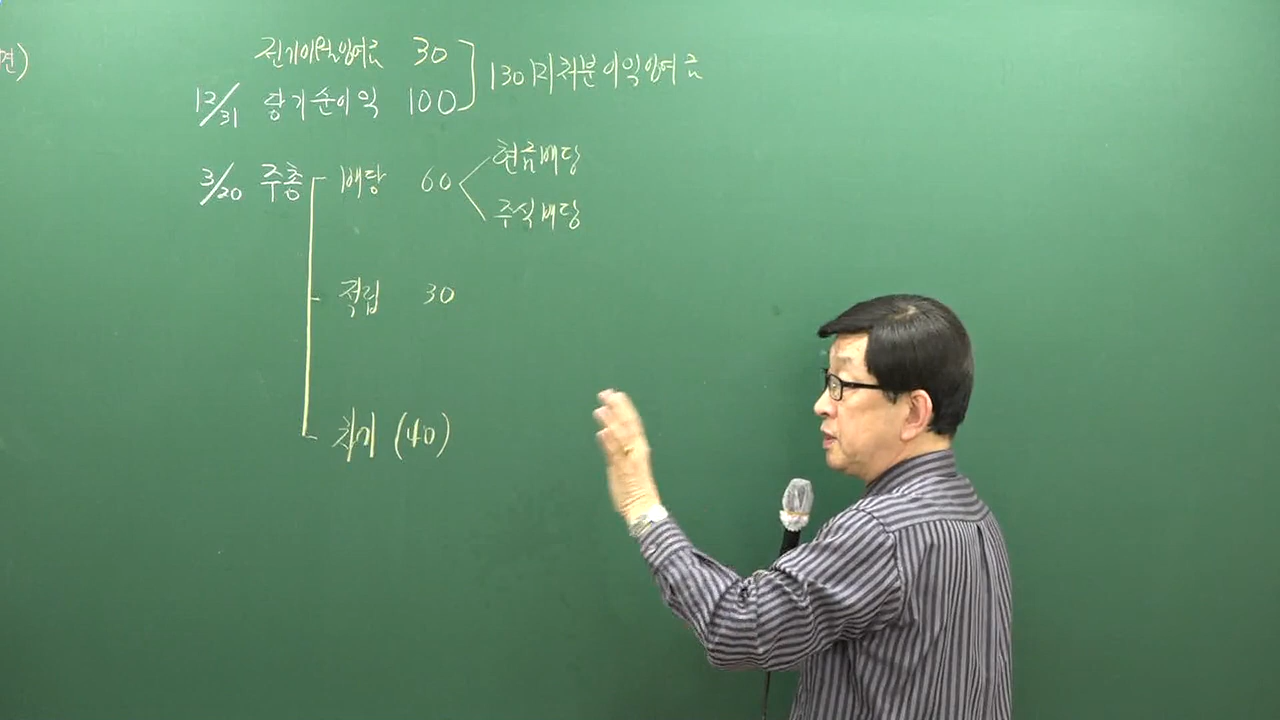 면)
전기이월이익잉여금 30
12/31 당기순이익 100
130 미처분이익잉여금
3/20 주총 배당 60
현금배당
주식배당
적립 30
차기 (40)